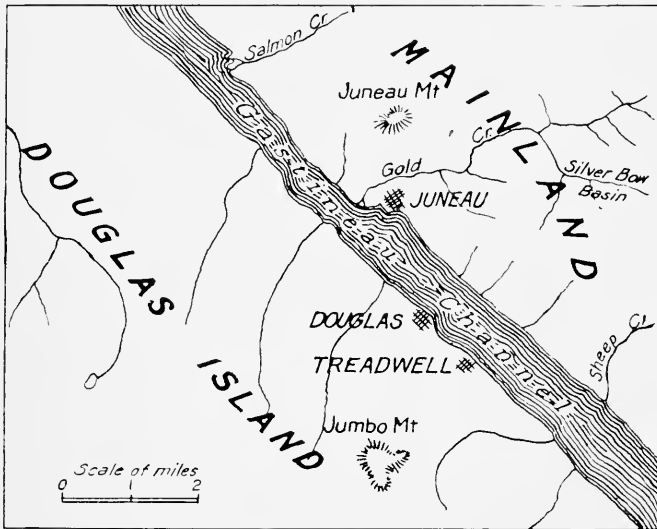 Salmon Cr
MAINLAND
Juneau Mt
Gastineau Channel
Gold Cr.
Silver Bow
Basin
JUNEAU
DOUGLAS ISLAND
DOUGLAS
TREADWELL
Sheep Cr
Jumbo Mt
Scale of miles
0 1 2